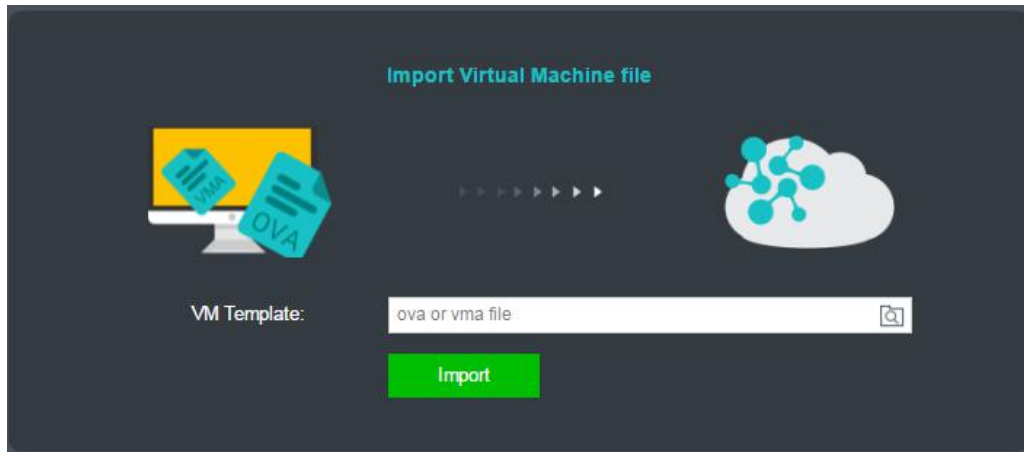 Import Virtual Machine file
VMA
OVA
VM Template:
ova or vma file
Import